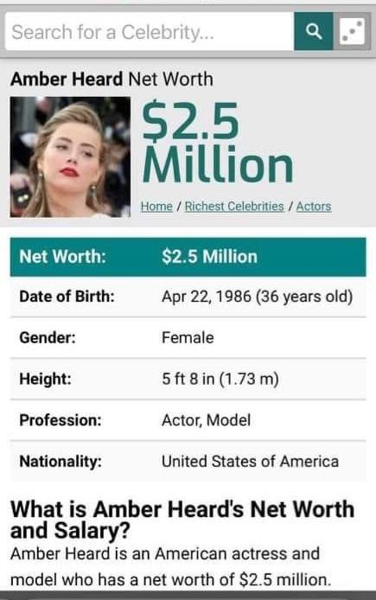 Search for a Celebrity...
Amber Heard Net Worth
$2.5
Million
Home / Richest Celebrities / Actors
Net Worth: $2.5 Million
Date of Birth: Apr 22, 1986 (36 years old)
Gender: Female
Height: 5 ft 8 in (1.73 m)
Profession: Actor, Model
Nationality: United States of America
What is Amber Heard's Net Worth
and Salary?
Amber Heard is an American actress and
model who has a net worth of $2.5 million.